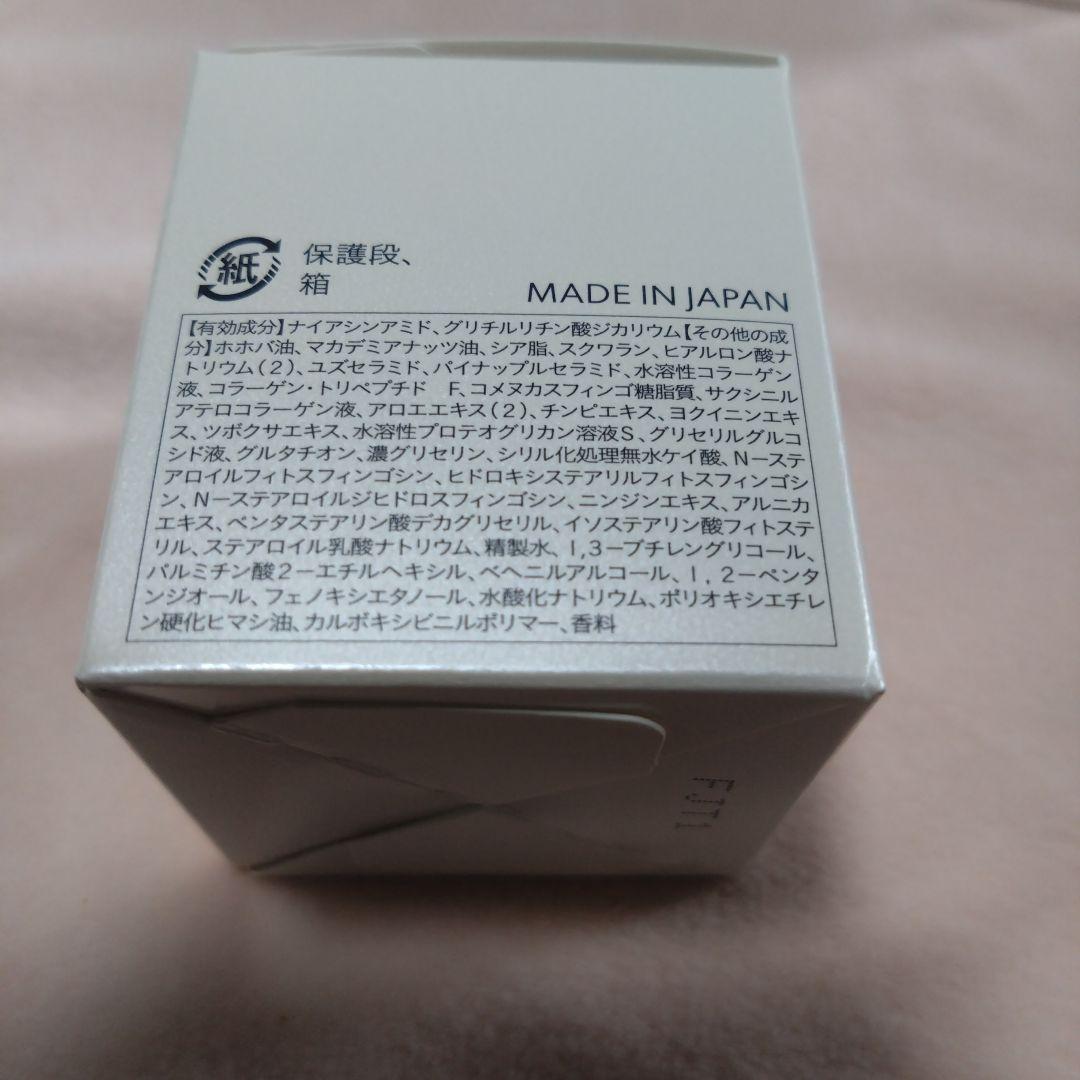 紙
保護段、
箱
MADE IN JAPAN
【有効成分】ナイアシンアミド、グリチルリチン酸ジカリウム【その他の成
分】ホホバ油、マカデミアナッツ油、シア脂、スクワラン、ヒアルロン酸ナ
トリウム(2)、ユズセラミド、パイナップルセラミド、水溶性コラーゲン
液、コラーゲン・トリペプチド F、コメヌカスフィンゴ糖脂質、サクシニル
アテロコラーゲン液、アロエエキス(2)、チンピエキス、ヨクイニンエキ
ス、ツボクサエキス、水溶性プロテオグリカン溶液S、グリセリルグルコ
シド液、グルタチオン、濃グリセリン、シリル化処理無水ケイ酸、N-ステ
アロイルフィトスフィンゴシン、ヒドロキシステアリルフィトスフィンゴシ
ン、N-ステアロイルジヒドロスフィンゴシン、ニンジンエキス、アルニカ
エキス、ペンタステアリン酸デカグリセリル、イソステアリン酸フィトステ
リル、ステアロイル乳酸ナトリウム、精製水、1,3-ブチレングリコール、
パルミチン酸2-エチルヘキシル、ベヘニルアルコール、1,2-ペンタ
ンジオール、フェノキシエタノール、水酸化ナトリウム、ポリオキシエチレ
ン硬化ヒマシ油、カルボキシビニルポリマー、香料